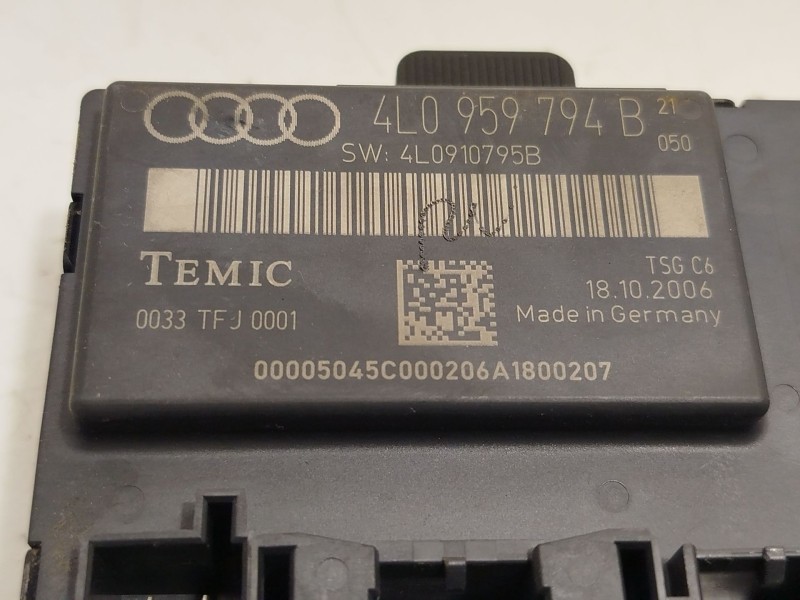 4L0 959 794 B 21
050
SW: 4L0910795B
TEMIC
TSG C6
18.10.2006
0033 TFJ 0001
Made in Germany
00005045C000206A1800207